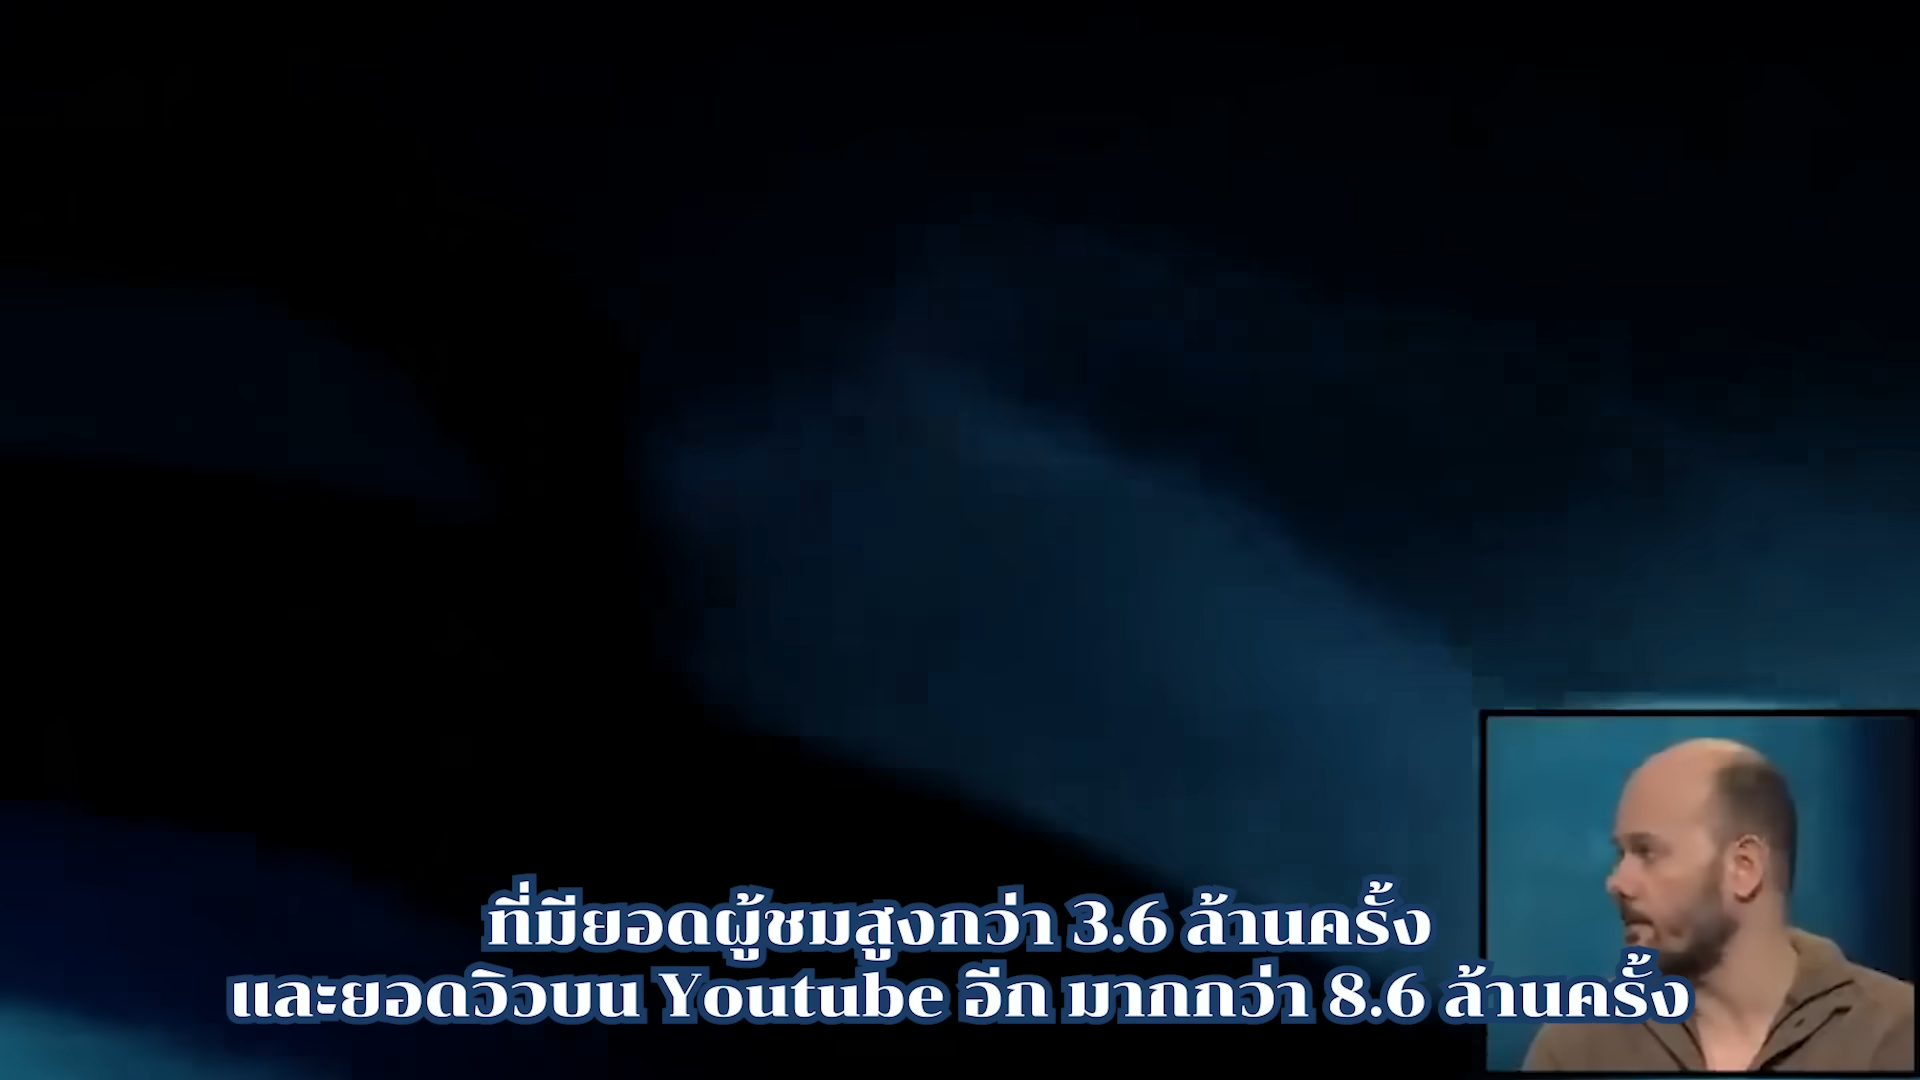 ที่มียอดผู้ชมสูงกว่า 3.6 ล้านครั้ง
และยอดวิวบน Youtube อีก มากกว่า 8.6 ล้านครั้ง